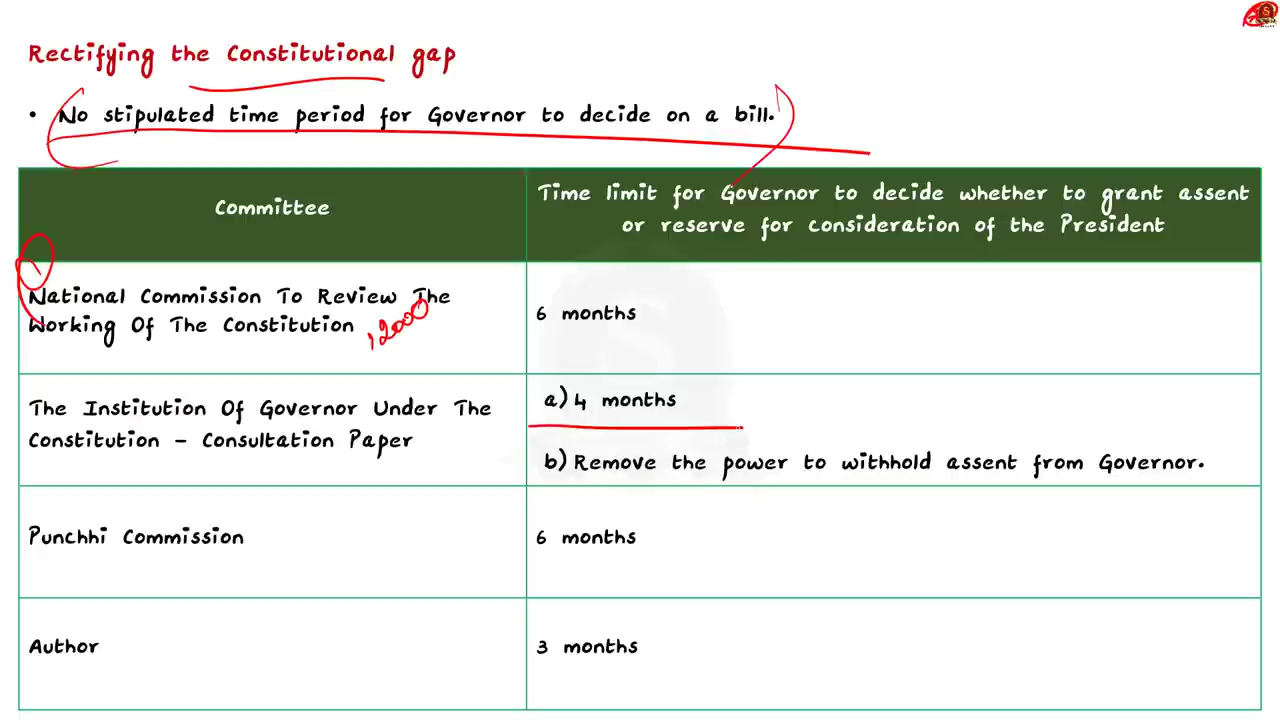 Rectifying the Constitutional gap
• No stipulated time period for Governor to decide on a bill.
Committee
Time limit for Governor to decide whether to grant assent
or reserve for consideration of the President
National Commission To Review The
Working Of The Constitution
, 2000
6 months
The Institution Of Governor Under The
Constitution - Consultation Paper
a) 4 months
b) Remove the power to withhold assent from Governor.
Punchhi Commission
6 months
Author
3 months